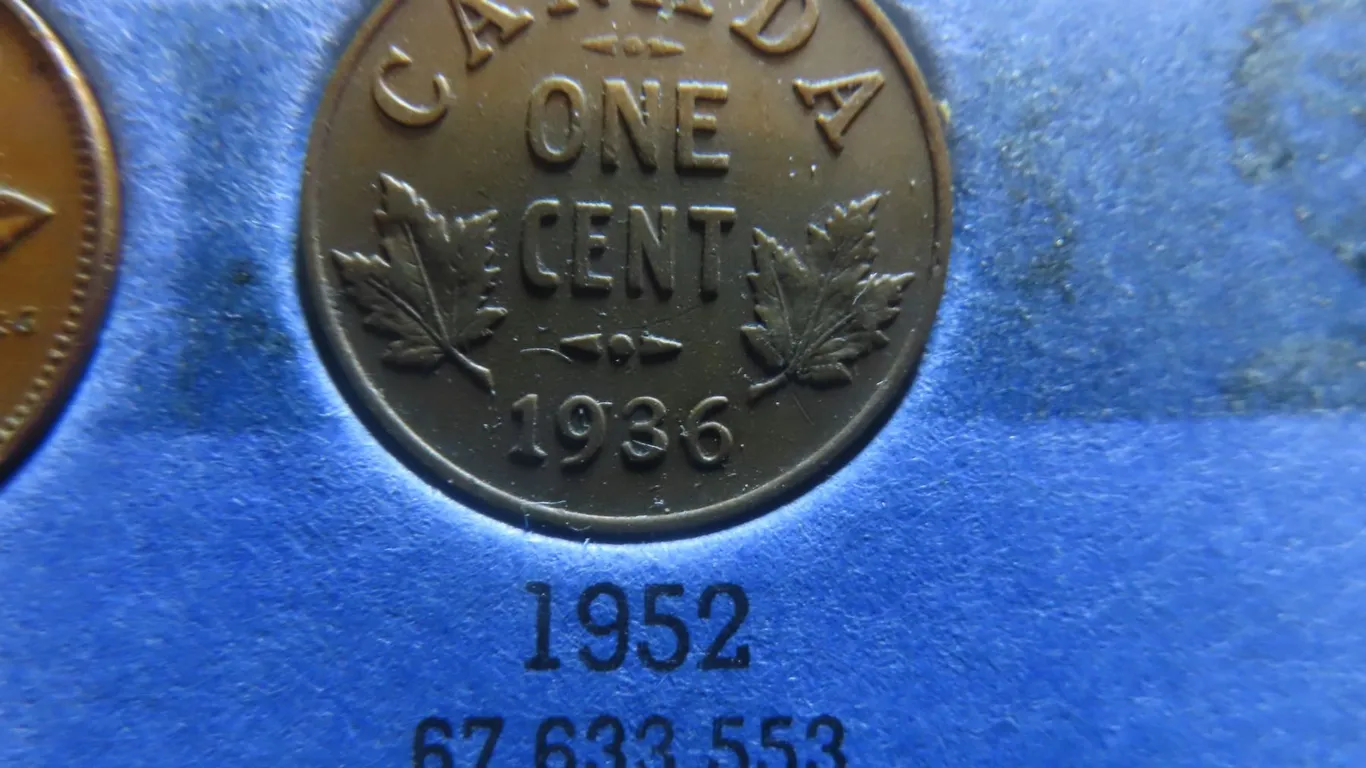 CANADA
ONE
CENT
1936
1952
67,633,553